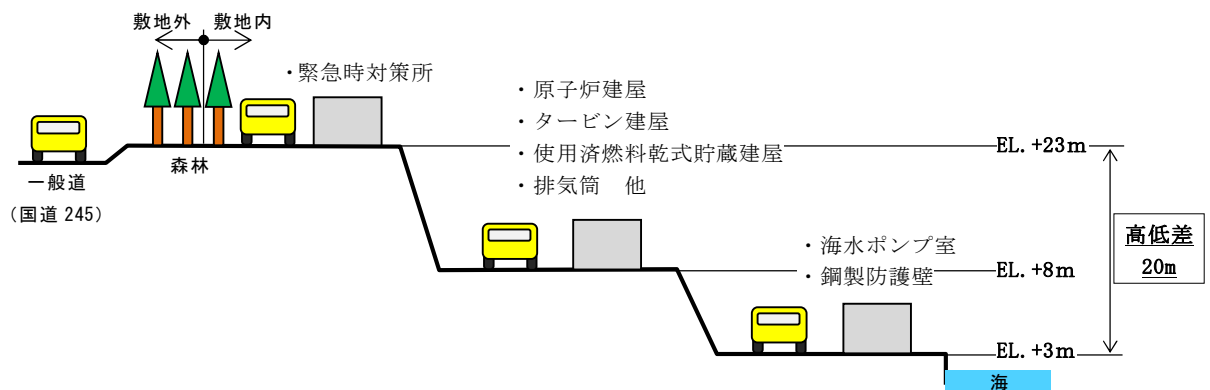 敷地外 敷地内
・緊急時対策所
・原子炉建屋
・タービン建屋
・使用済燃料乾式貯蔵建屋
・排気筒　他
EL. +23m
森林
一般道
(国道 245)
・海水ポンプ室
・鋼製防護壁
EL. +8m
高低差
20m
EL. +3m
海